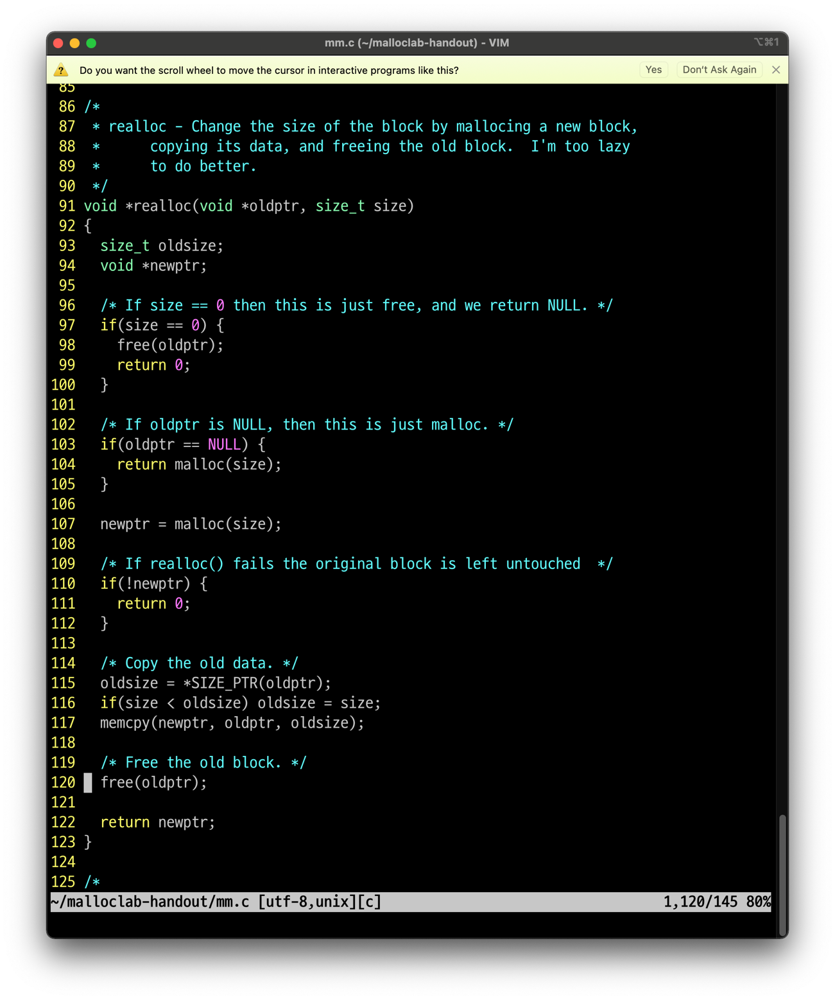 mm.c (~/malloclab-handout) - VIM
⌥⌘1
Do you want the scroll wheel to move the cursor in interactive programs like this?
Yes
Don't Ask Again
85
86 /*
87  * realloc - Change the size of the block by mallocing a new block,
88  *      copying its data, and freeing the old block.  I'm too lazy
89  *      to do better.
90  */
91 void *realloc(void *oldptr, size_t size)
92 {
93   size_t oldsize;
94   void *newptr;
95
96   /* If size == 0 then this is just free, and we return NULL. */
97   if(size == 0) {
98     free(oldptr);
99     return 0;
100   }
101
102   /* If oldptr is NULL, then this is just malloc. */
103   if(oldptr == NULL) {
104     return malloc(size);
105   }
106
107   newptr = malloc(size);
108
109   /* If realloc() fails the original block is left untouched  */
110   if(!newptr) {
111     return 0;
112   }
113
114   /* Copy the old data. */
115   oldsize = *SIZE_PTR(oldptr);
116   if(size < oldsize) oldsize = size;
117   memcpy(newptr, oldptr, oldsize);
118
119   /* Free the old block. */
120   free(oldptr);
121
122   return newptr;
123 }
124
125 /*
~/malloclab-handout/mm.c [utf-8,unix][c] 1,120/145 80%